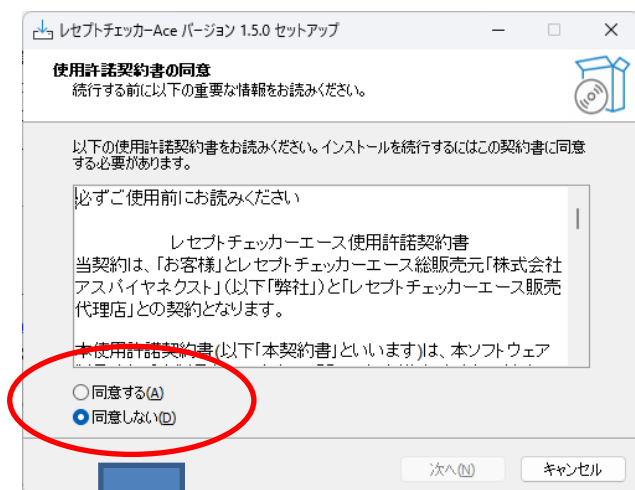 レセプトチェッカーAce バージョン 1.5.0 セットアップ
使用許諾契約書の同意
続行する前に以下の重要な情報をお読みください。
以下の使用許諾契約書をお読みください。インストールを続行するにはこの契約書に同意
する必要があります。
必ずご使用前にお読みください
レセプトチェッカーエース使用許諾契約書
当契約は、「お客様」とレセプトチェッカーエース総販売元「株式会社
アスパイヤネクスト」（以下「弊社」）と「レセプトチェッカーエース販売
代理店」との契約となります。
本使用許諾契約書(以下「本契約書」といいます)は、本ソフトウェア
同意する(A)
同意しない(D)
次へ(N)
キャンセル